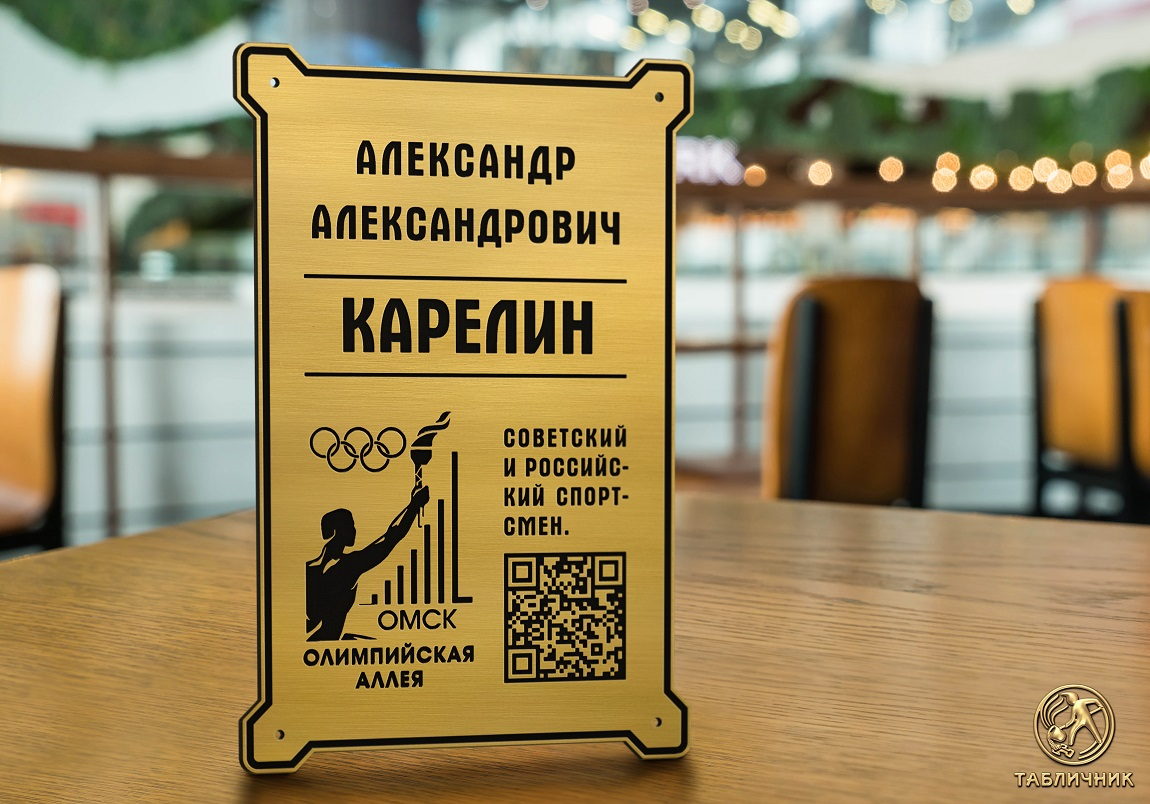 АЛЕКСАНДР
АЛЕКСАНДРОВИЧ
КАРЕЛИН
СОВЕТСКИЙ
И РОССИЙС-
КИЙ СПОРТ-
СМЕН.
ОМСК
ОЛИМПИЙСКАЯ
АЛЛЕЯ
ТАБЛИЧНИК